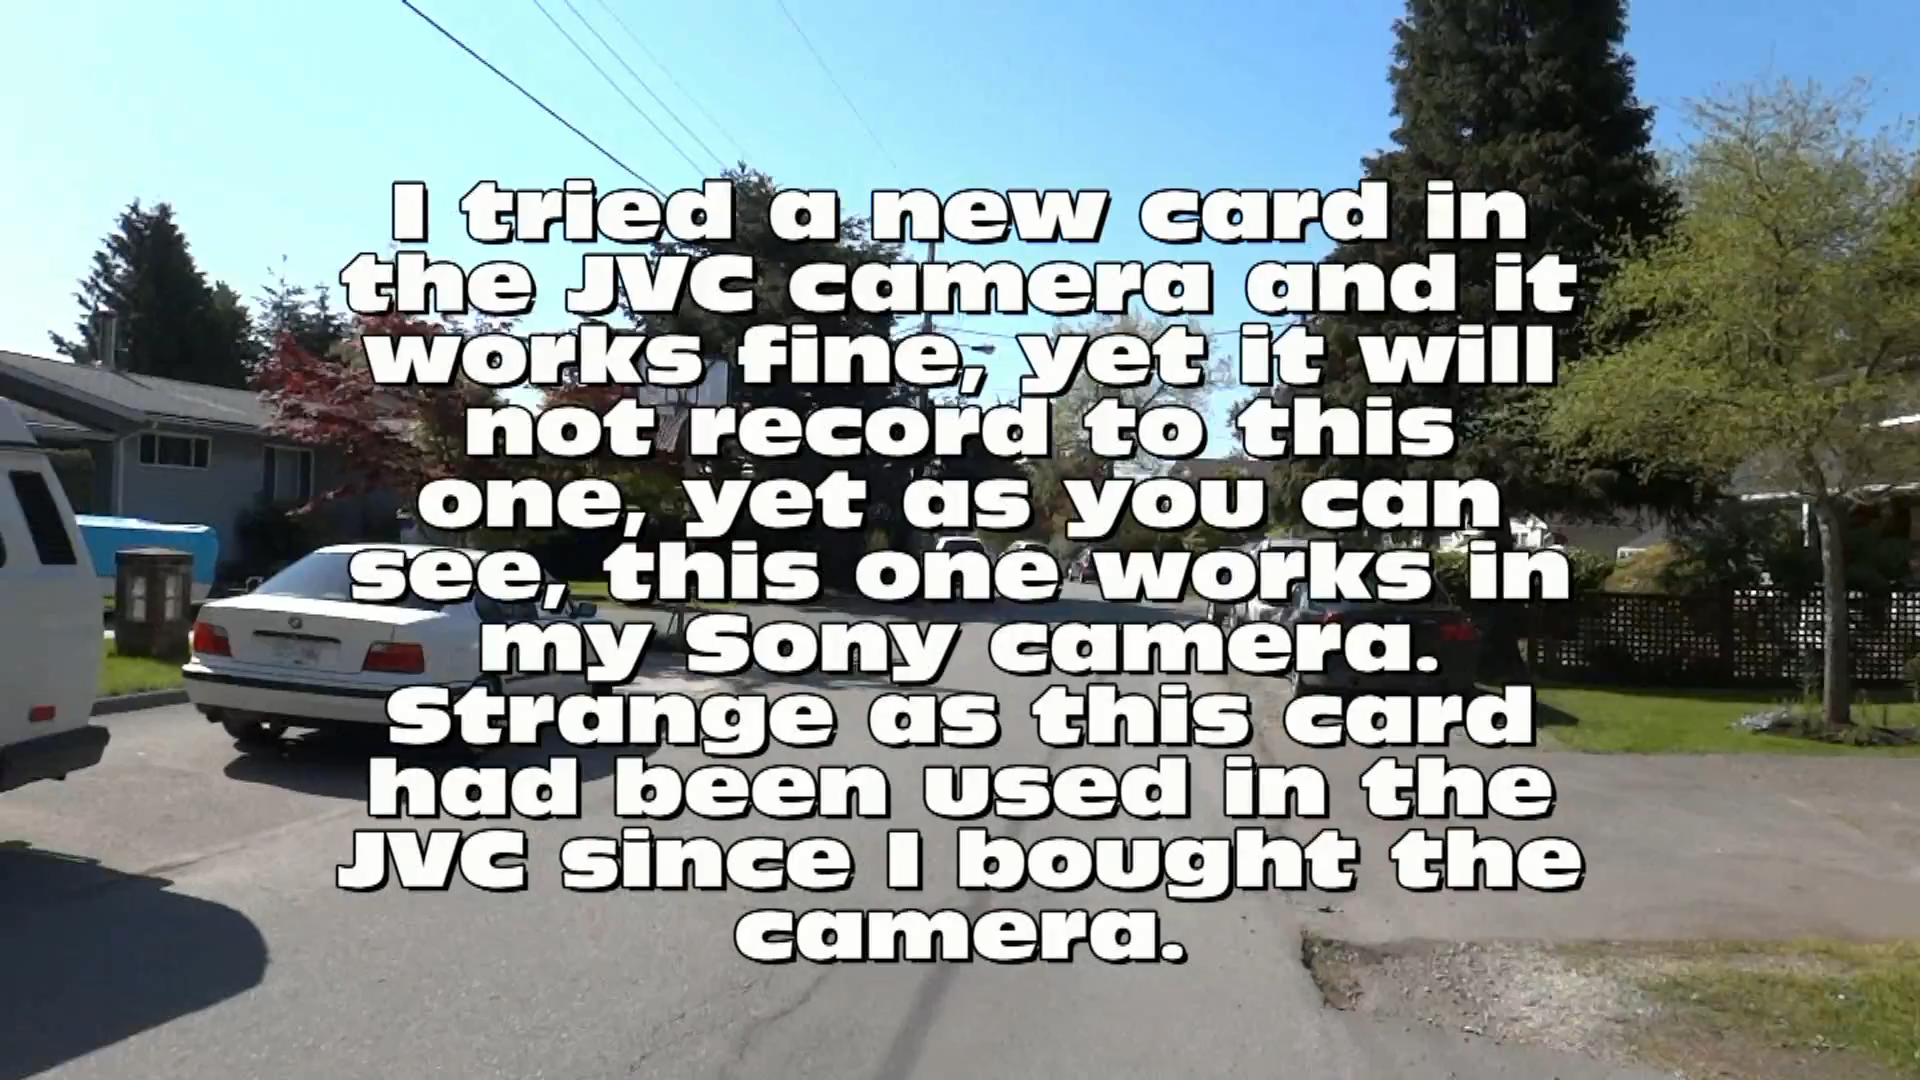 I tried a new card in
the JVC camera and it
works fine, yet it will
not record to this
one, yet as you can
see, this one works in
my Sony camera.
Strange as this card
had been used in the
JVC since I bought the
camera.